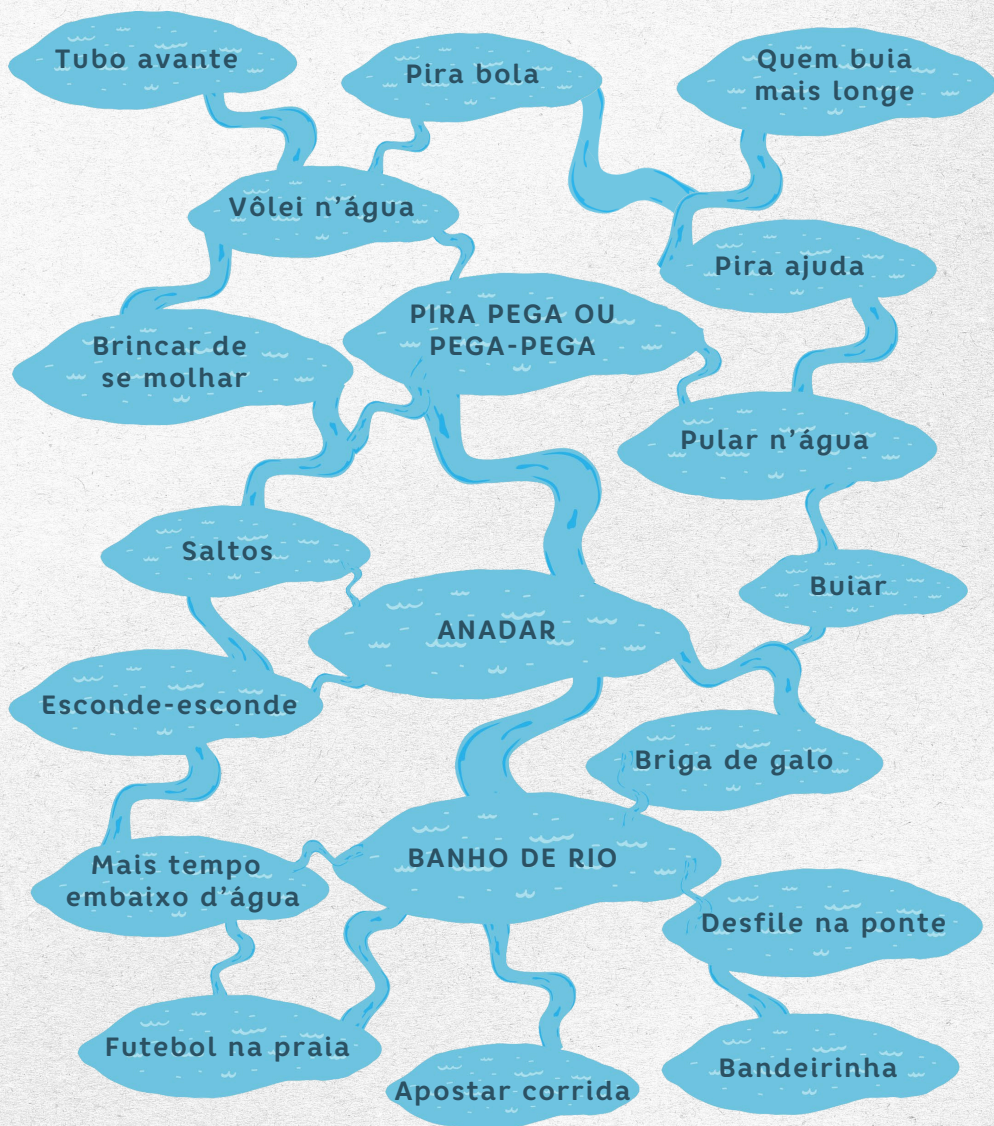 Tubo avante
Pira bola
Quem buia
mais longe
Vôlei n'água
Pira ajuda
PIRA PEGA OU
PEGA-PEGA
Brincar de
se molhar
Pular n'água
Saltos
Buiar
ANADAR
Esconde-esconde
Briga de galo
BANHO DE RIO
Mais tempo
embaixo d'água
Desfile na ponte
Futebol na praia
Apostar corrida
Bandeirinha